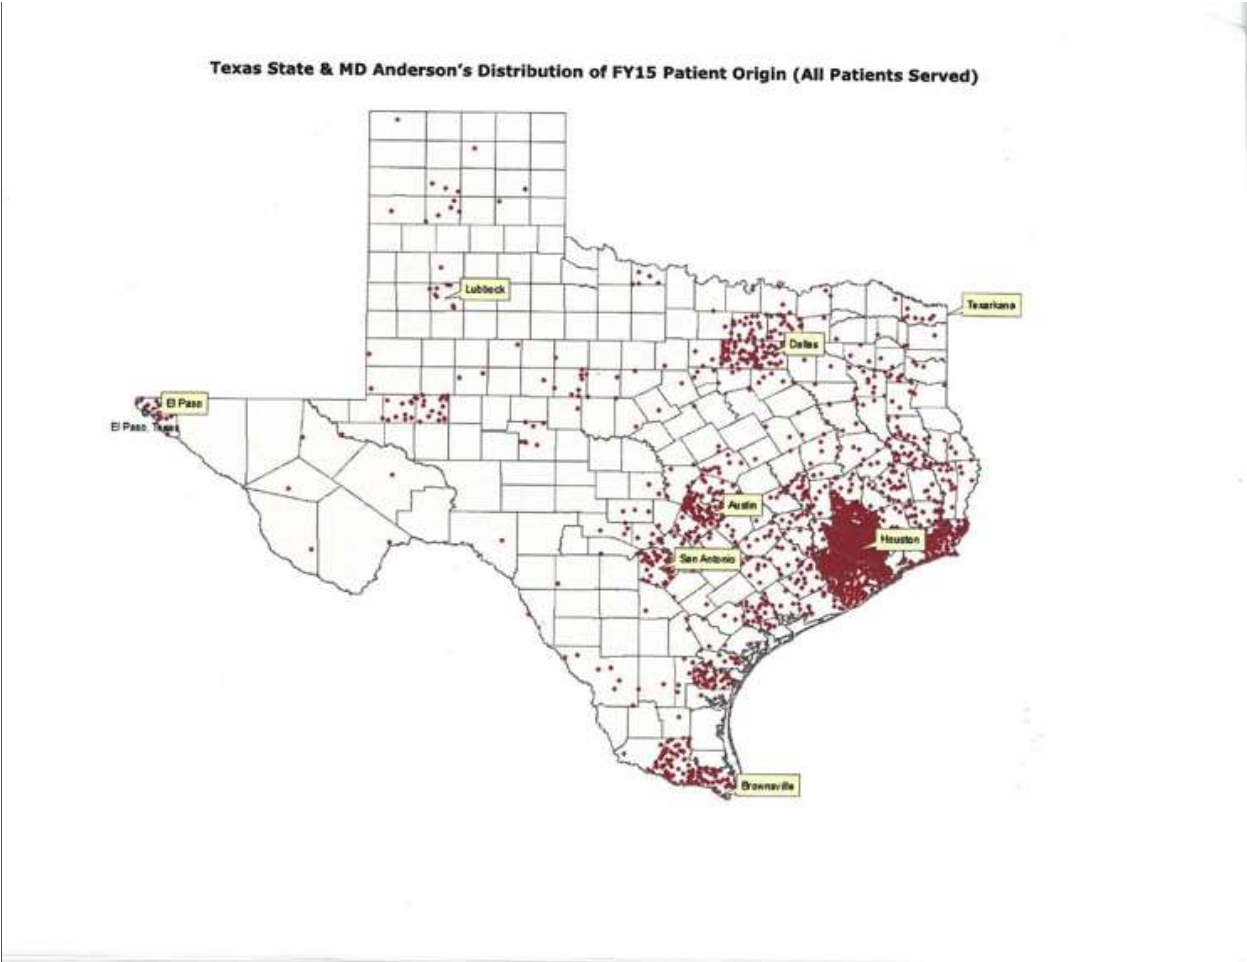 Texas State & MD Anderson's Distribution of FY15 Patient Origin (All Patients Served)
Lubbock
Texarkana
Dallas
El Paso
El Paso, Texas
Austin
Houston
San Antonio
Brownsville